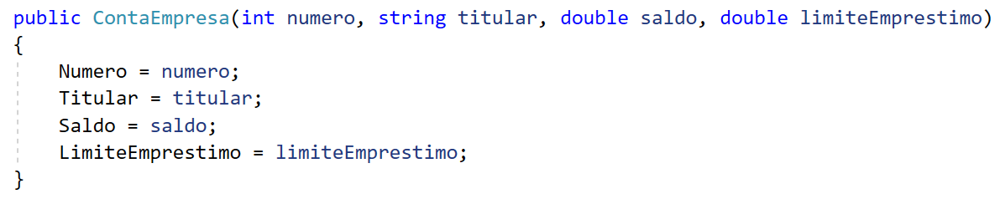 public ContaEmpresa(int numero, string titular, double saldo, double limiteEmprestimo)
{
    Numero = numero;
    Titular = titular;
    Saldo = saldo;
    LimiteEmprestimo = limiteEmprestimo;
}